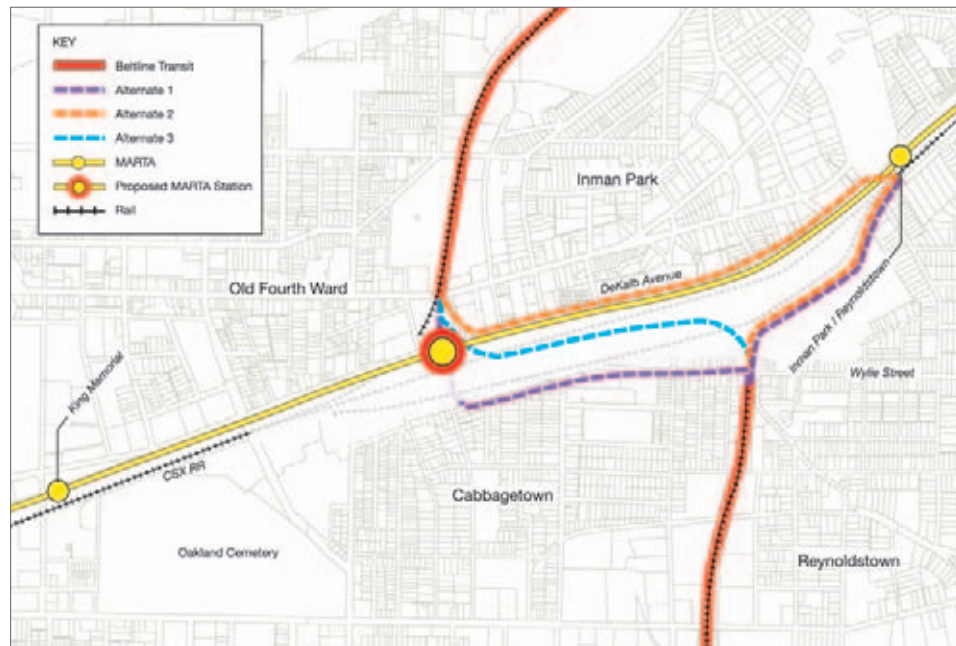 KEY
Beltline Transit
Alternate 1
Alternate 2
Alternate 3
MARTA
Proposed MARTA Station
Rail
Inman Park
Old Fourth Ward
DeKalb Avenue
Inman Park / Reynoldstown
Wylie Street
King Memorial
CSX RR
Cabbagetown
Oakland Cemetery
Reynoldstown